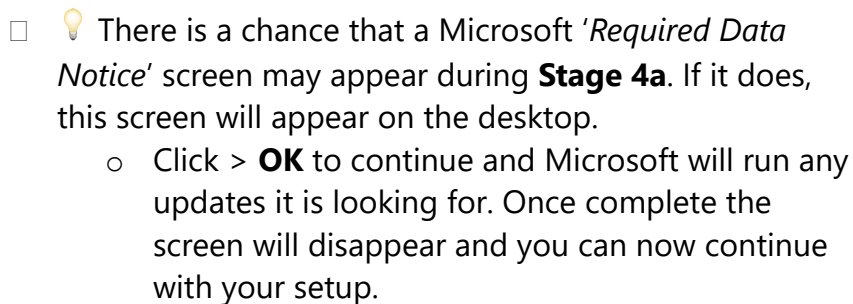 ☐ 💡 There is a chance that a Microsoft ‘Required Data
Notice’ screen may appear during Stage 4a. If it does,
this screen will appear on the desktop.
o Click > OK to continue and Microsoft will run any
updates it is looking for. Once complete the
screen will disappear and you can now continue
with your setup.